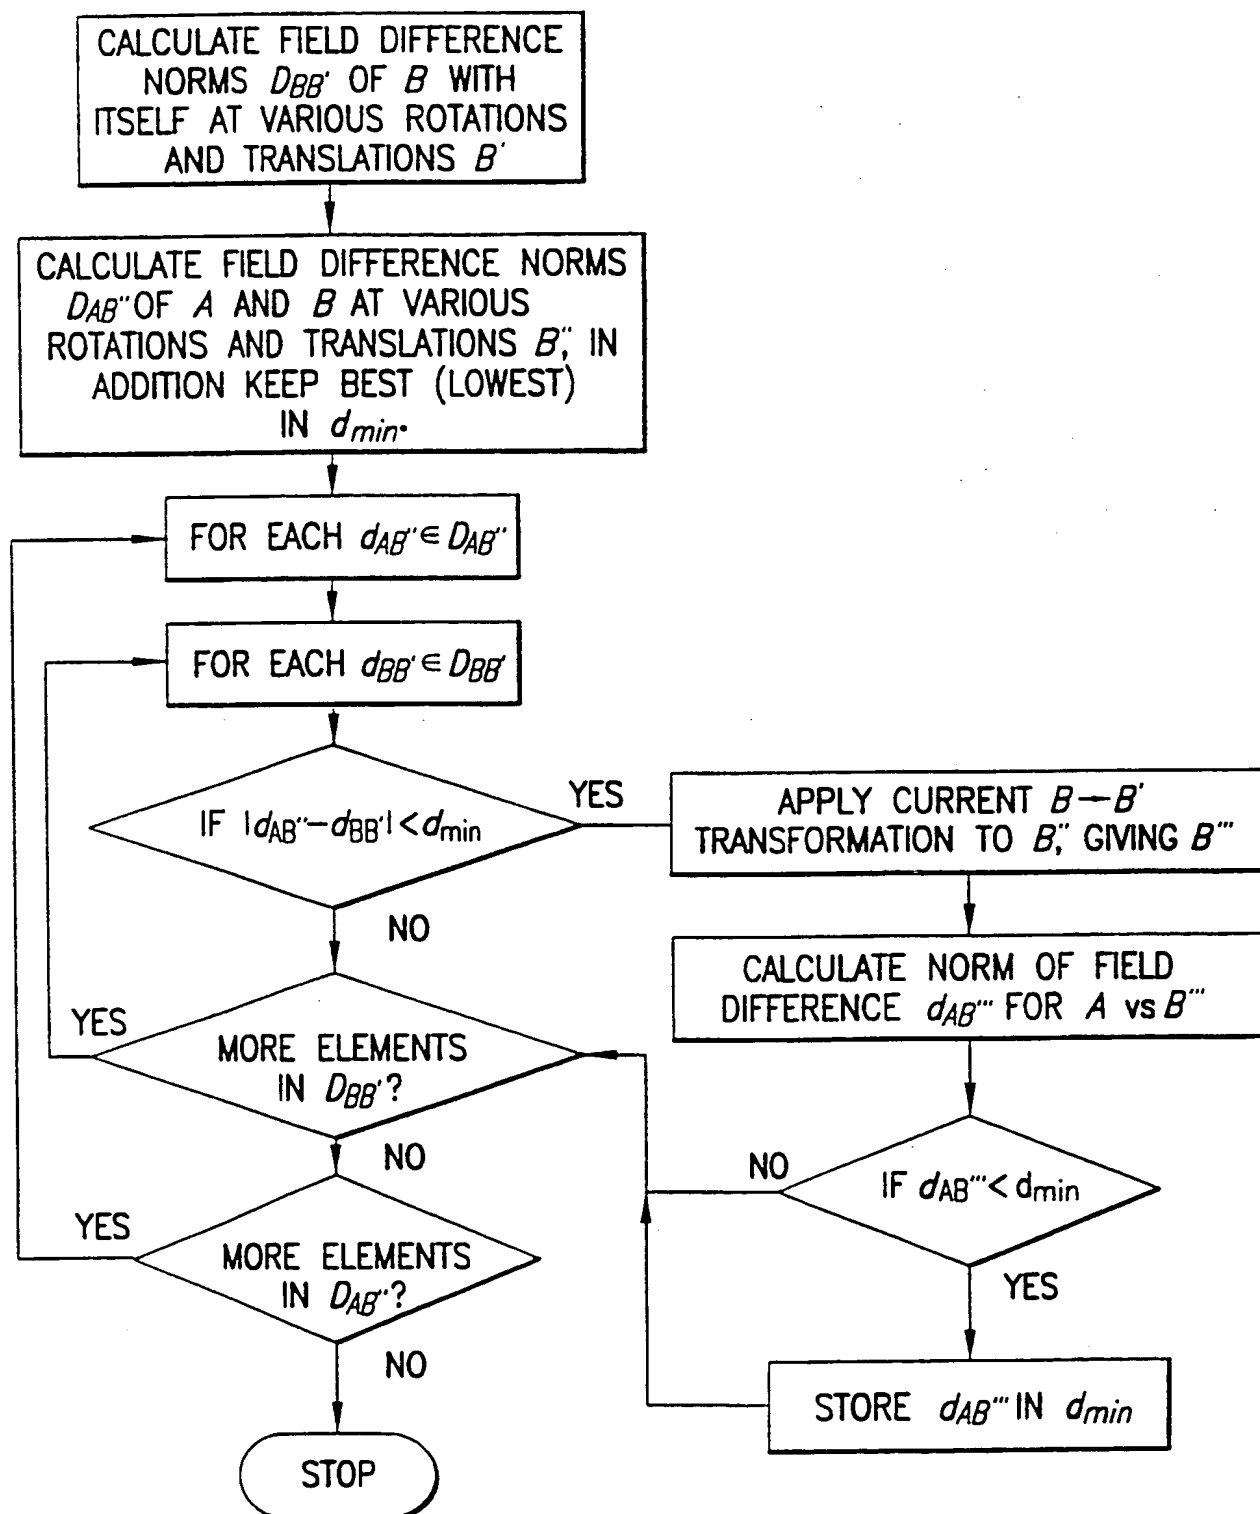 CALCULATE FIELD DIFFERENCE
NORMS DBB' OF B WITH
ITSELF AT VARIOUS ROTATIONS
AND TRANSLATIONS B'
CALCULATE FIELD DIFFERENCE NORMS
DAB'' OF A AND B AT VARIOUS
ROTATIONS AND TRANSLATIONS B'', IN
ADDITION KEEP BEST (LOWEST)
IN dmin.
FOR EACH dAB'' ∈ DAB''
FOR EACH dBB' ∈ DBB'
IF |dAB''-dBB'| < dmin
YES
APPLY CURRENT B→B'
TRANSFORMATION TO B'', GIVING B'''
NO
CALCULATE NORM OF FIELD
DIFFERENCE dAB''' FOR A vs B'''
YES
MORE ELEMENTS
IN DBB'?
NO
NO
IF dAB''' < dmin
YES
YES
MORE ELEMENTS
IN DAB''?
NO
STORE dAB''' IN dmin
STOP